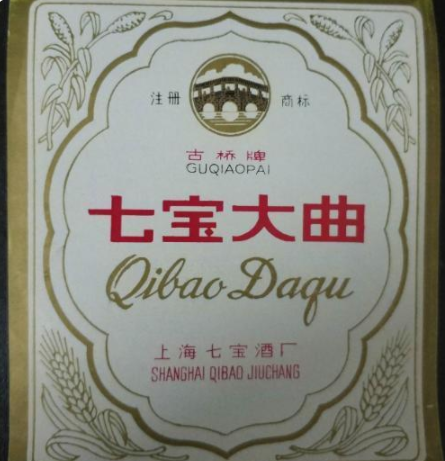 注册 商标
古桥牌
GUQIAOPAI
七宝大曲
Qibao Daqu
上海七宝酒厂
SHANGHAI QIBAO JIUCHANG